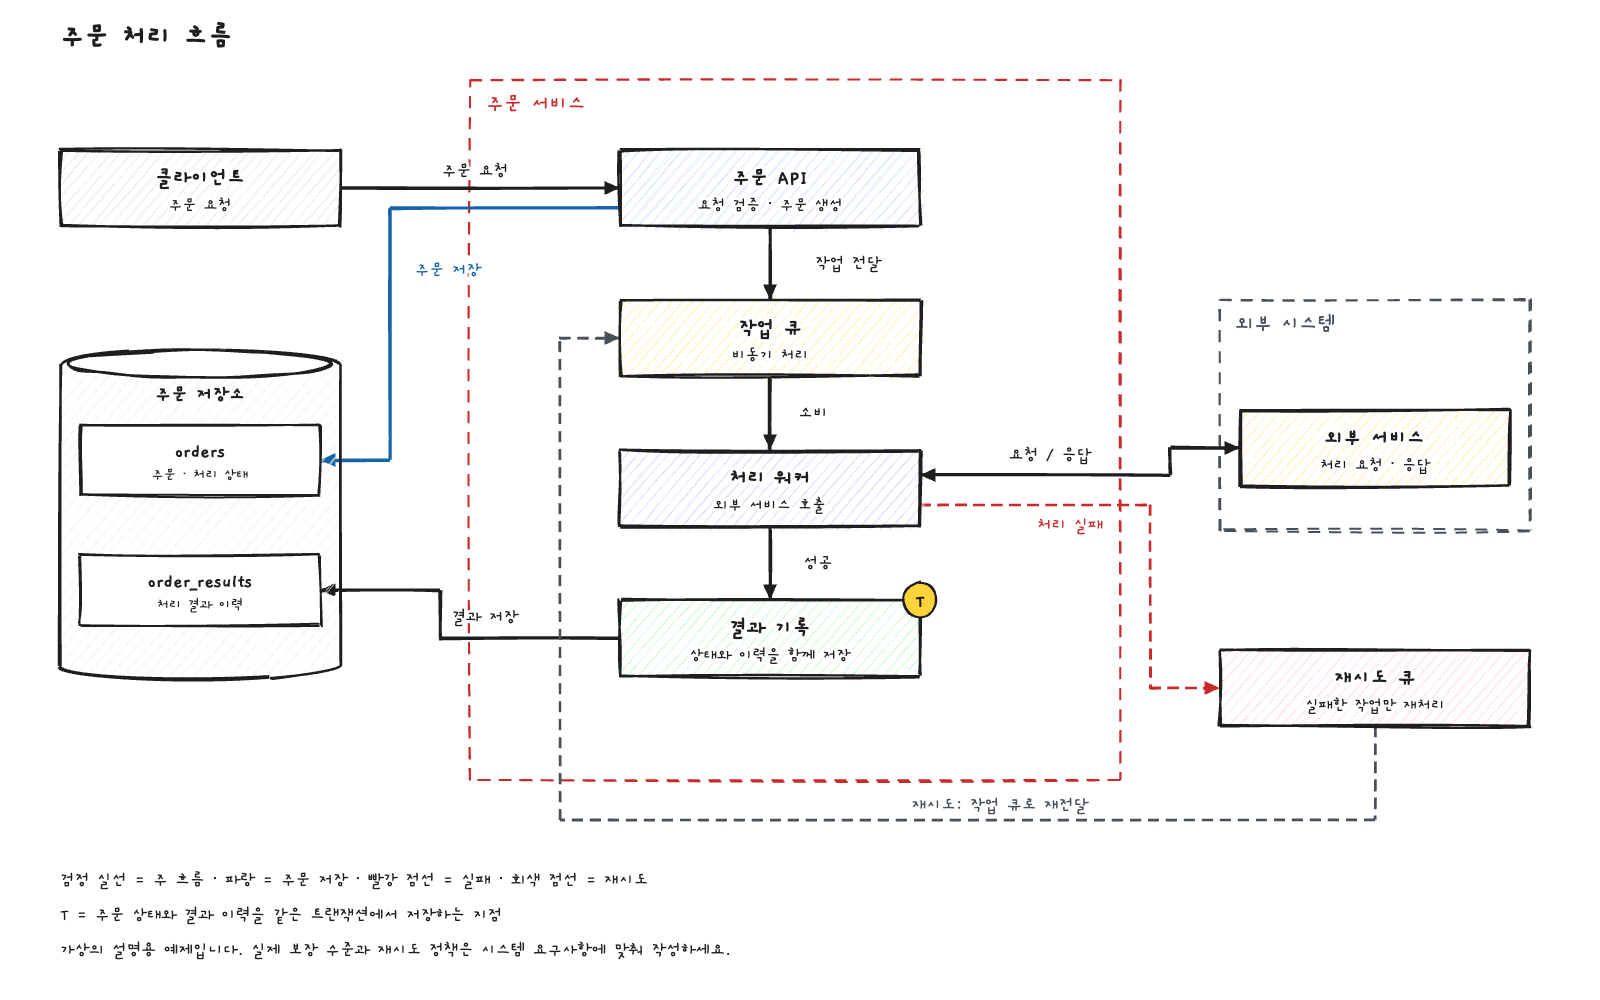 주문 처리 흐름
주문 서비스
클라이언트
주문 요청
주문 요청
주문 API
요청 검증 · 주문 생성
주문 저장
작업 전달
작업 큐
비동기 처리
외부 시스템
주문 저장소
orders
주문 · 처리 상태
소비
처리 워커
외부 서비스 호출
요청 / 응답
외부 서비스
처리 요청 · 응답
처리 실패
성공
order_results
처리 결과 이력
결과 저장
T
결과 기록
상태와 이력을 함께 저장
재시도 큐
실패한 작업만 재처리
재시도: 작업 큐로 재전달
검정 실선 = 주 흐름 · 파랑 = 주문 저장 · 빨강 점선 = 실패 · 회색 점선 = 재시도
T = 주문 상태와 결과 이력을 같은 트랜잭션에서 저장하는 지점
가상의 설명용 예제입니다. 실제 보장 수준과 재시도 정책은 시스템 요구사항에 맞춰 작성하세요.